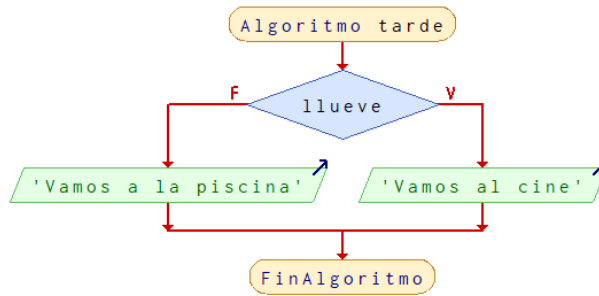 Algoritmo tarde
F
V
llueve
'Vamos a la piscina'
'Vamos al cine'
FinAlgoritmo